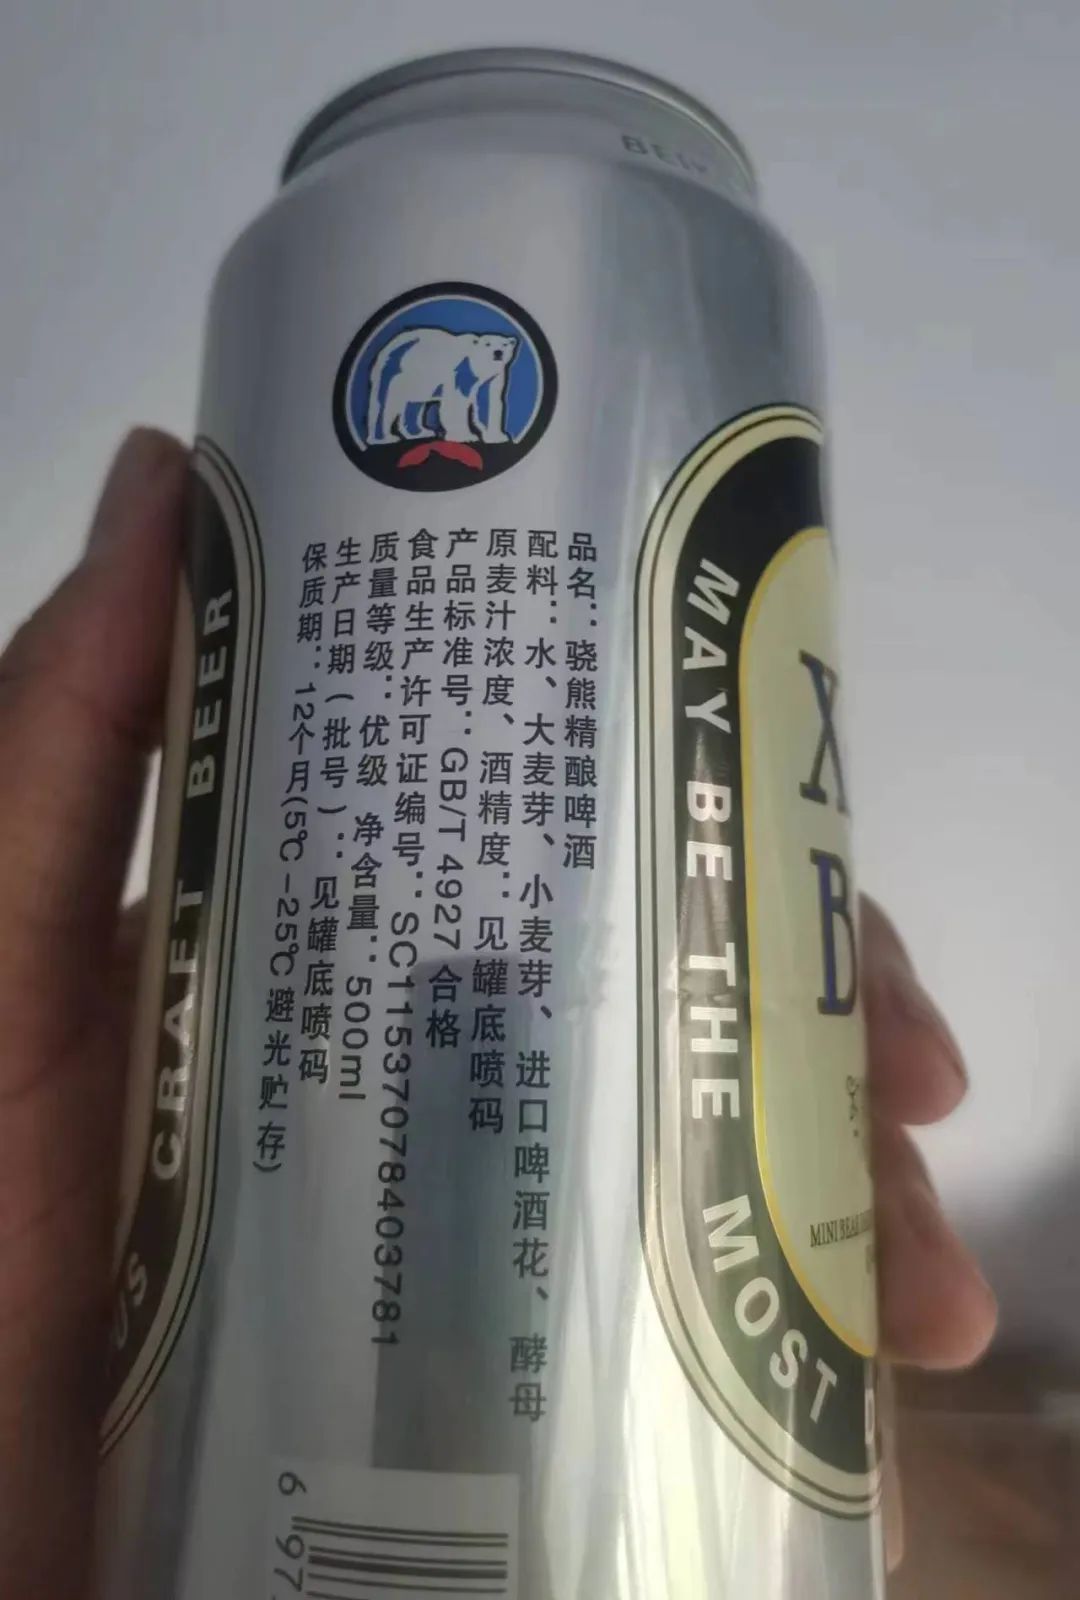 品名：骁熊精酿啤酒
配料：水、大麦芽、小麦芽、进口啤酒花、酵母
原麦汁浓度、酒精度：见罐底喷码
产品标准号：GB/T 4927 合格
食品生产许可证编号：SC11537078403781
质量等级：优级 净含量：500ml
生产日期（批号）：见罐底喷码
保质期：12个月(5℃-25℃避光贮存)
CRAFT BEER
MAY BE THE MOST
X
B
MINI BEAR
6 97